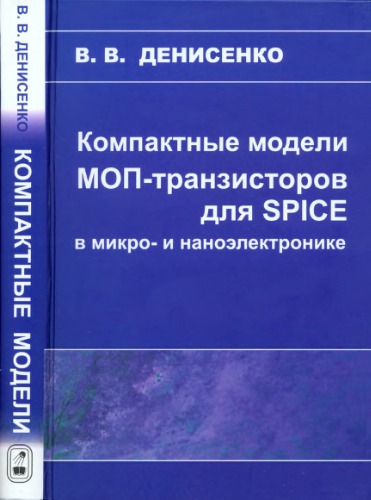 В. В. ДЕНИСЕНКО
КОМПАКТНЫЕ МОДЕЛИ
В. В. ДЕНИСЕНКО
Компактные модели
МОП-транзисторов
для SPICE
в микро- и наноэлектронике